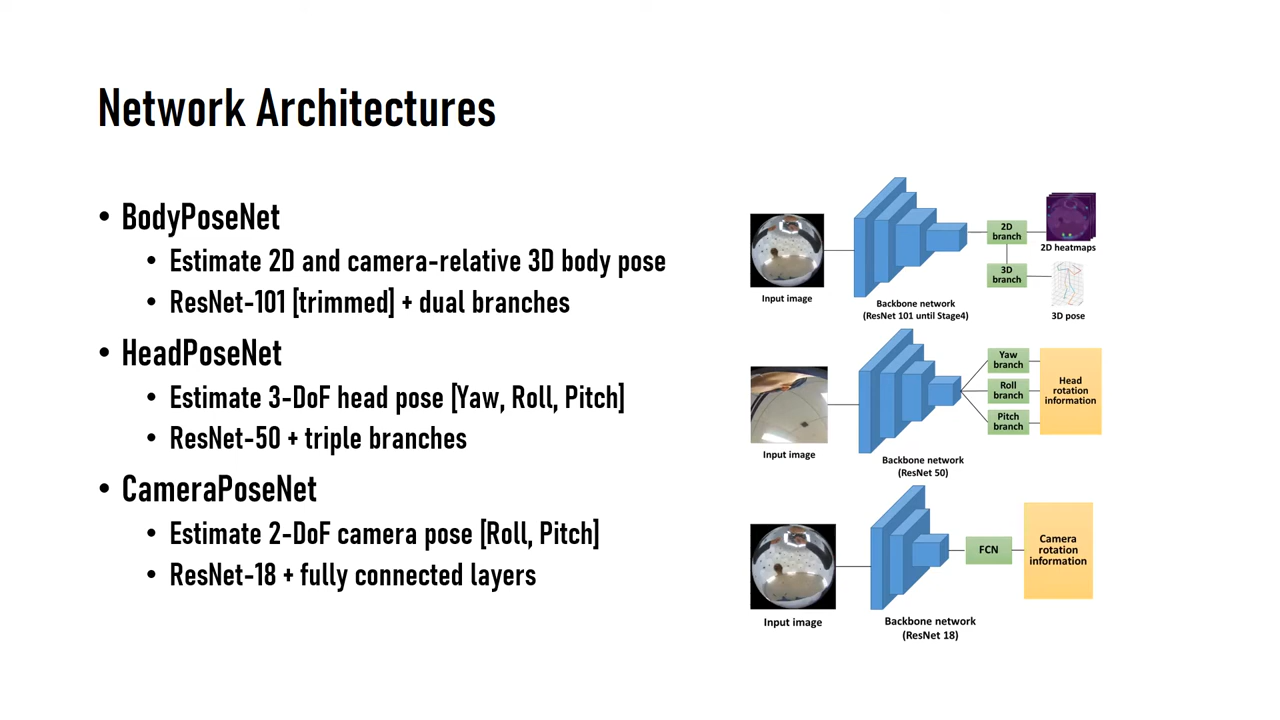 Network Architectures
• BodyPoseNet
• Estimate 2D and camera-relative 3D body pose
• ResNet-101 [trimmed] + dual branches
• HeadPoseNet
• Estimate 3-DoF head pose [Yaw, Roll, Pitch]
• ResNet-50 + triple branches
• CameraPoseNet
• Estimate 2-DoF camera pose [Roll, Pitch]
• ResNet-18 + fully connected layers
Input image
Backbone network
(ResNet 101 until Stage4)
2D
branch
3D
branch
2D heatmaps
3D pose
Input image
Backbone network
(ResNet 50)
Yaw
branch
Roll
branch
Pitch
branch
Head
rotation
information
Input image
Backbone network
(ResNet 18)
FCN
Camera
rotation
information